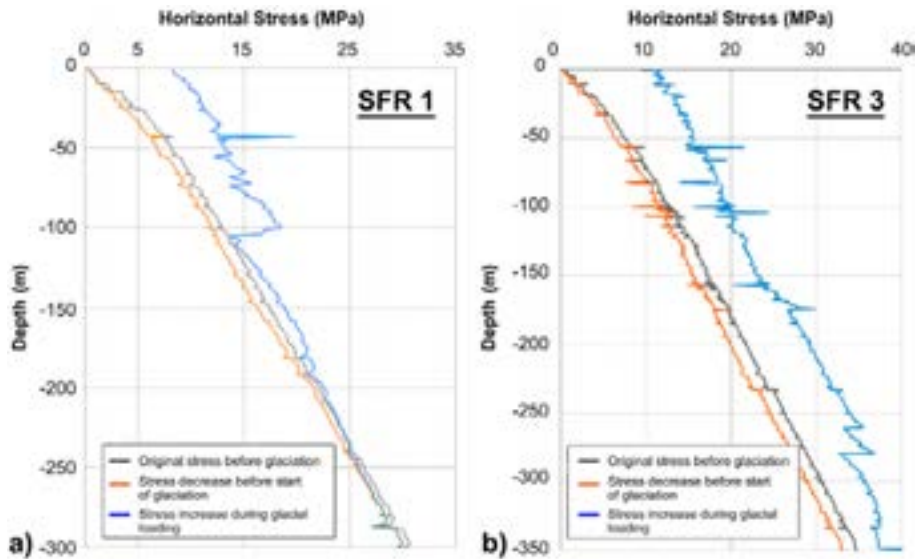 Horizontal Stress (MPa)
0 5 15 25 35
SFR 1
Depth (m)
0
-50
-100
-150
-200
-250
-300
Original stress before glaciation
Stress decrease before start
of glaciation
Stress increase during glacial
loading
a)
Horizontal Stress (MPa)
0 10 20 30 40
SFR 3
Depth (m)
0
-50
-100
-150
-200
-250
-300
-350
Original stress before glaciation
Stress decrease before start
of glaciation
Stress increase during glacial
loading
b)